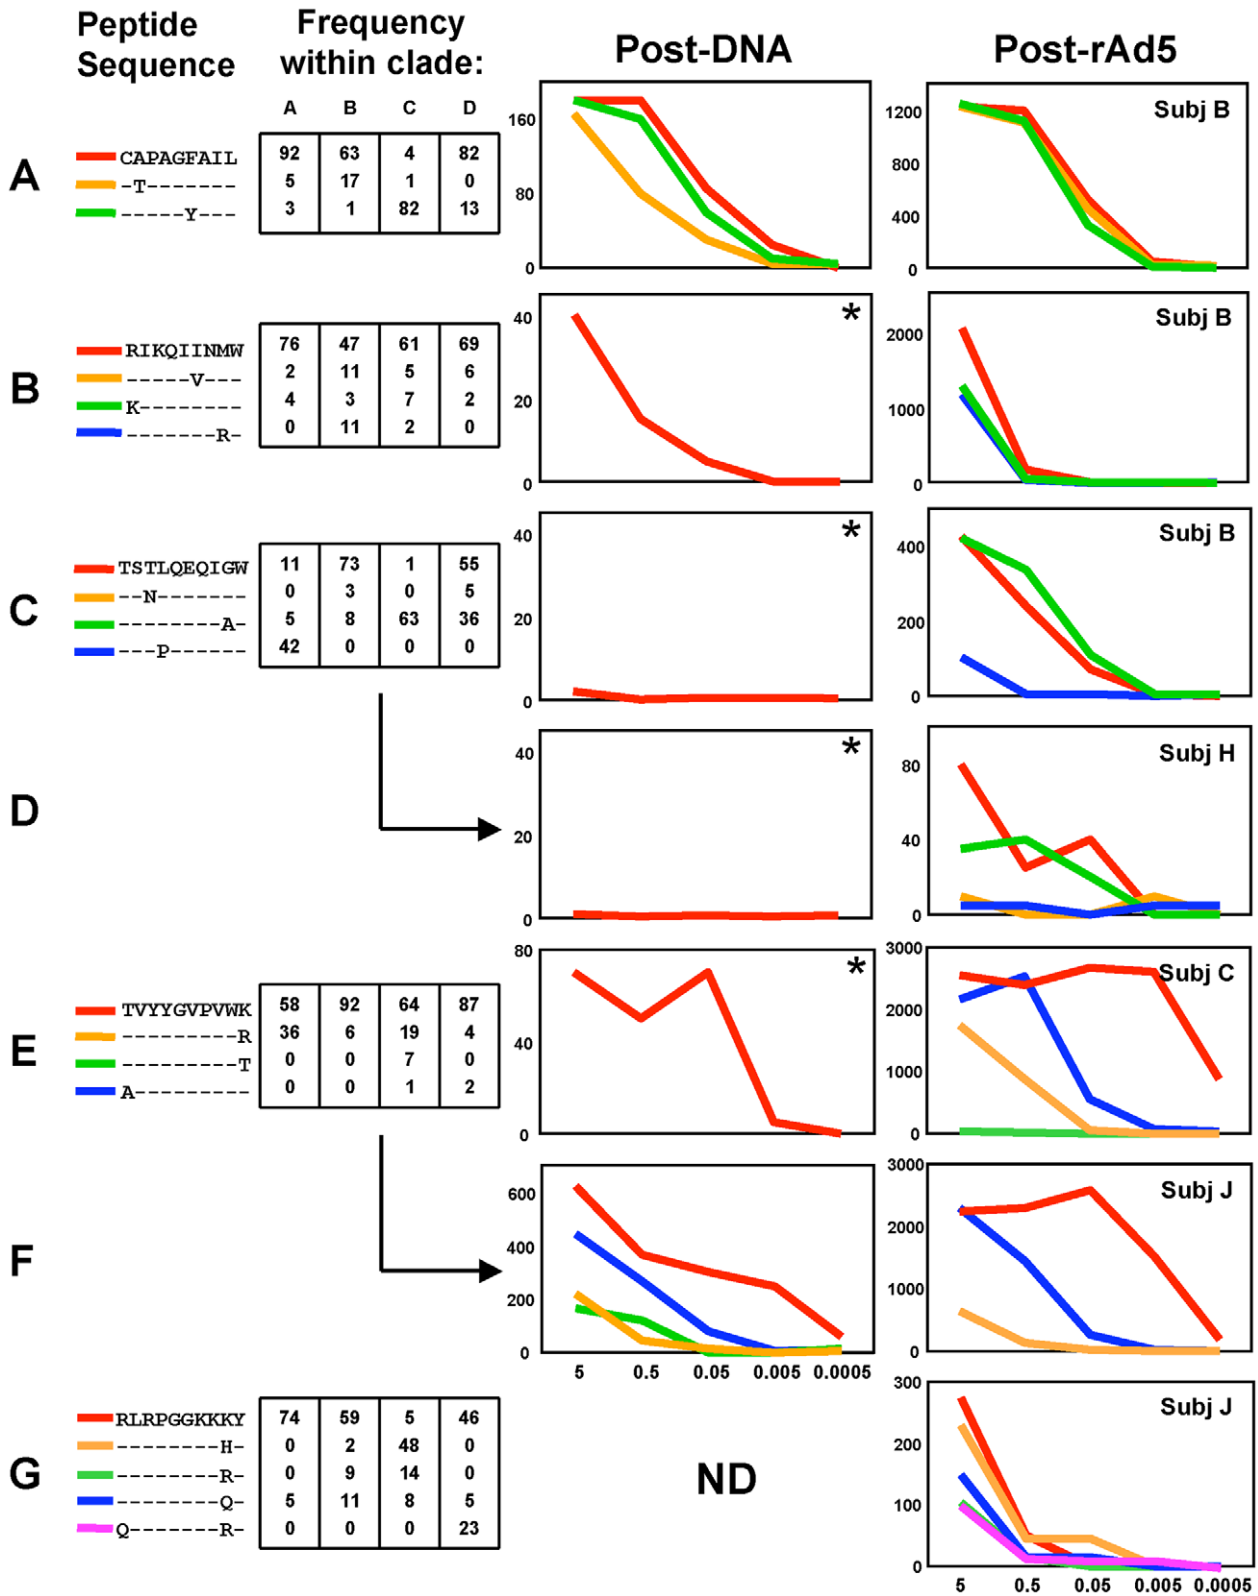 Peptide Sequence
Frequency within clade:
Post-DNA
Post-rAd5
A B C D
A
CAPAGFAIL 92 63 4 82
-T------- 5 17 1 0
-----Y--- 3 1 82 13
160
80
0
Subj B
1200
800
400
0
B
RIKQIINMW 76 47 61 69
------V--- 2 11 5 6
K-------- 4 3 7 2
-------R- 0 11 2 0
*
40
20
0
Subj B
2000
1000
0
C
TSTLQEQIGW 11 73 1 55
--N------- 0 3 0 5
--------A- 5 8 63 36
---P------ 42 0 0 0
*
40
20
0
Subj B
400
200
0
D
*
40
20
0
Subj H
80
40
0
E
TVYYGVPVWK 58 92 64 87
---------R 36 6 19 4
---------T 0 0 7 0
A--------- 0 0 1 2
*
80
40
0
Subj C
3000
2000
1000
0
F
600
400
200
0
5 0.5 0.05 0.005 0.0005
Subj J
3000
2000
1000
0
G
RLRPGGKKKY 74 59 5 46
--------H- 0 2 48 0
--------R- 0 9 14 0
--------Q- 5 11 8 5
Q-------R- 0 0 0 23
ND
Subj J
300
200
100
0
5 0.5 0.05 0.005 0.0005